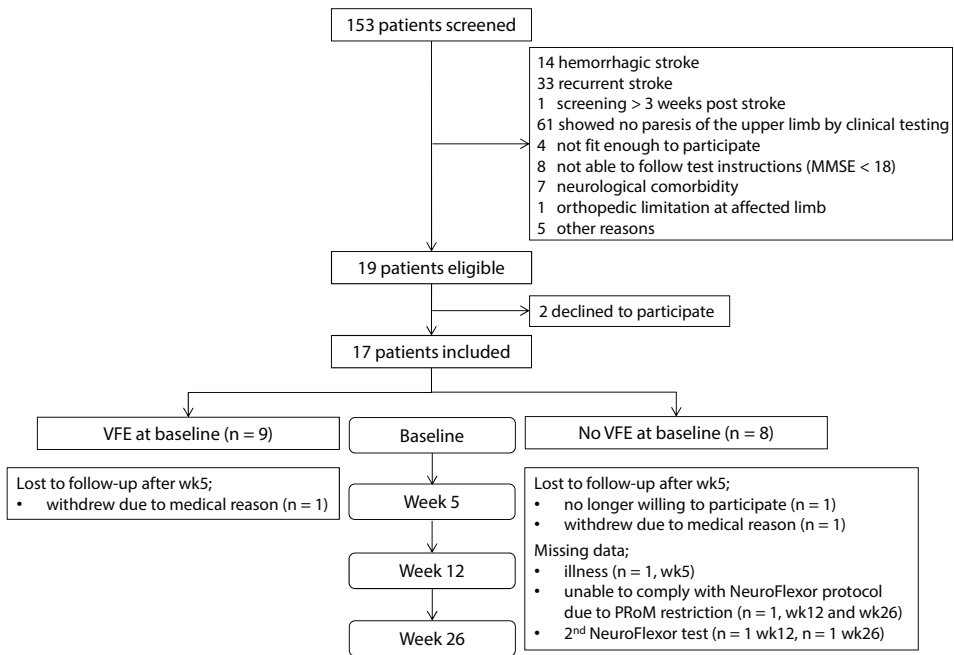 153 patients screened
14 hemorrhagic stroke
33 recurrent stroke
1 screening > 3 weeks post stroke
61 showed no paresis of the upper limb by clinical testing
4 not fit enough to participate
8 not able to follow test instructions (MMSE < 18)
7 neurological comorbidity
1 orthopedic limitation at affected limb
5 other reasons
19 patients eligible
2 declined to participate
17 patients included
VFE at baseline (n = 9)
Baseline
No VFE at baseline (n = 8)
Lost to follow-up after wk5;
• withdrew due to medical reason (n = 1)
Week 5
Week 12
Week 26
Lost to follow-up after wk5;
• no longer willing to participate (n = 1)
• withdrew due to medical reason (n = 1)
Missing data;
• illness (n = 1, wk5)
• unable to comply with NeuroFlexor protocol
due to PRoM restriction (n = 1, wk12 and wk26)
• 2nd NeuroFlexor test (n = 1 wk12, n = 1 wk26)